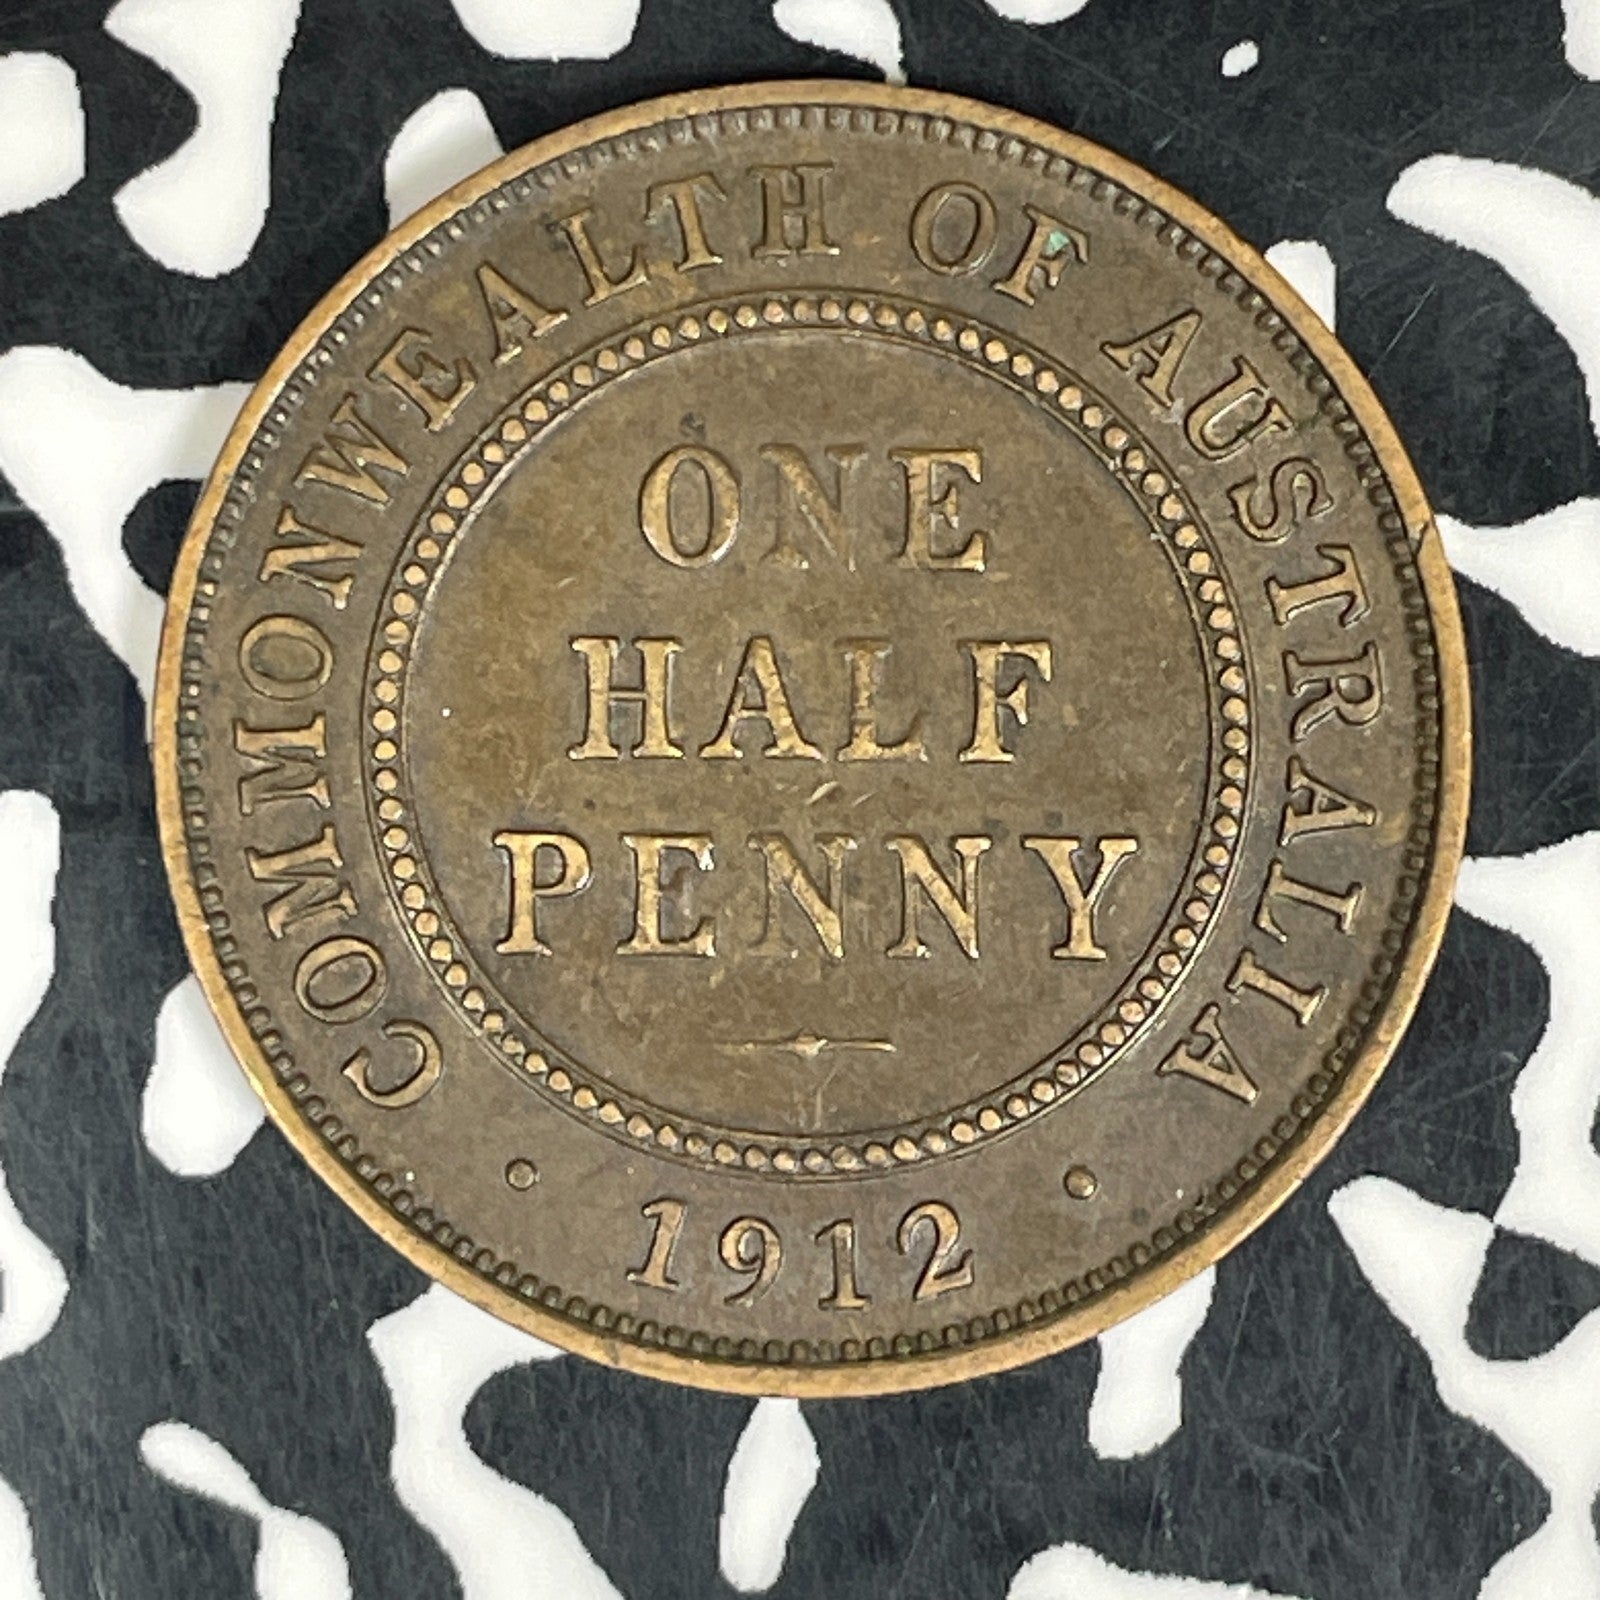 COMMONWEALTH OF AUSTRALIA
ONE
HALF
PENNY
· 1912 ·